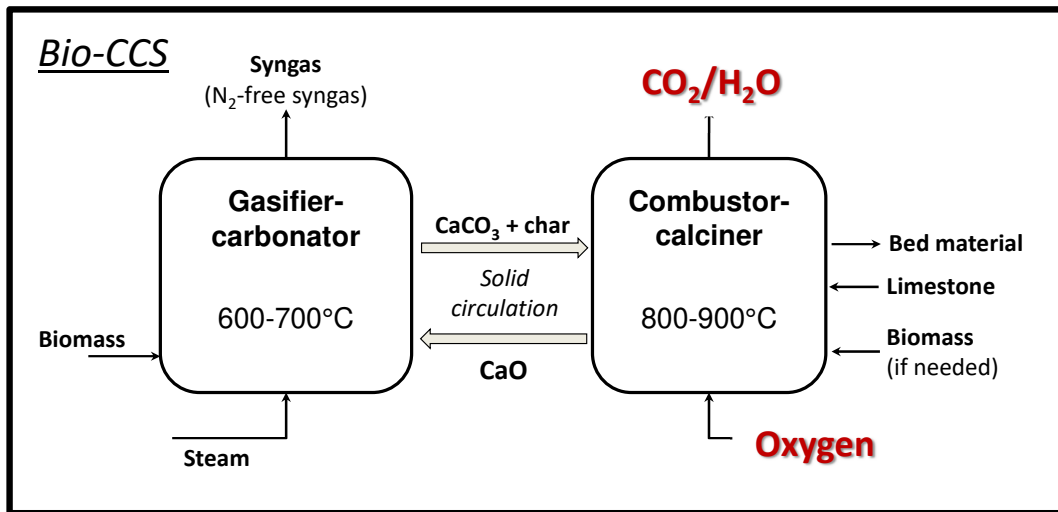 Bio-CCS
Syngas
(N₂-free syngas)
CO₂/H₂O
Gasifier-
carbonator
600-700°C
CaCO₃ + char
Solid
circulation
CaO
Combustor-
calciner
800-900°C
Bed material
Limestone
Biomass
(if needed)
Biomass
Steam
Oxygen